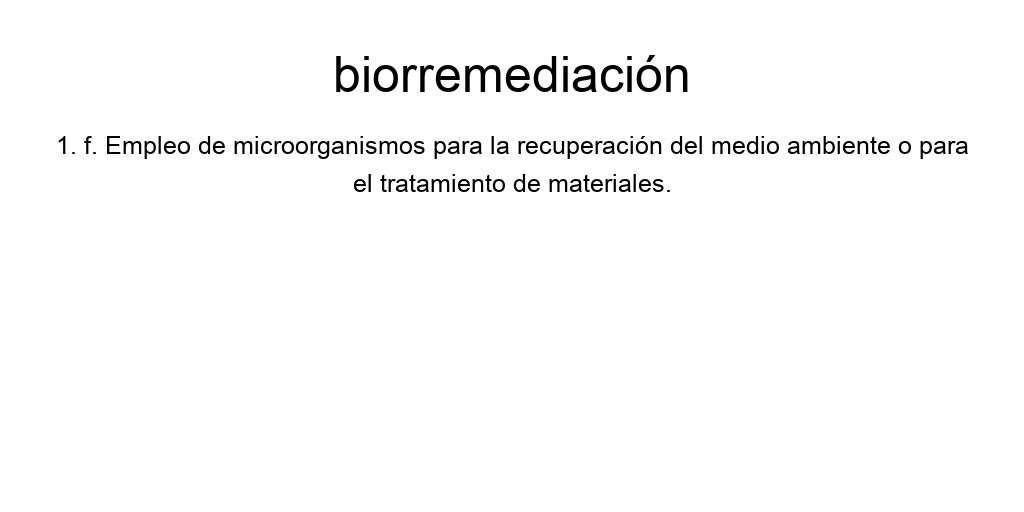 biorremediación
1. f. Empleo de microorganismos para la recuperación del medio ambiente o para
el tratamiento de materiales.